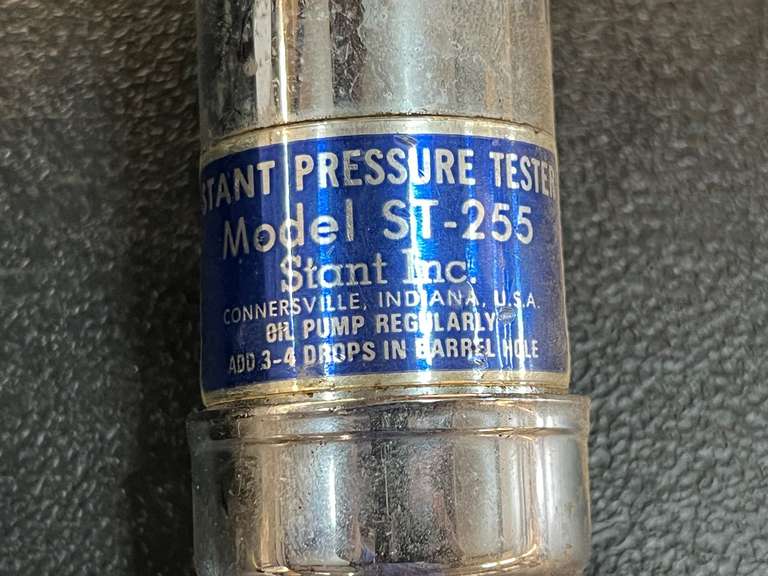 STANT PRESSURE TESTER
Model ST-255
Stant Inc.
CONNERSVILLE, INDIANA, U.S.A.
OIL PUMP REGULARLY
ADD 3-4 DROPS IN BARREL HOLE